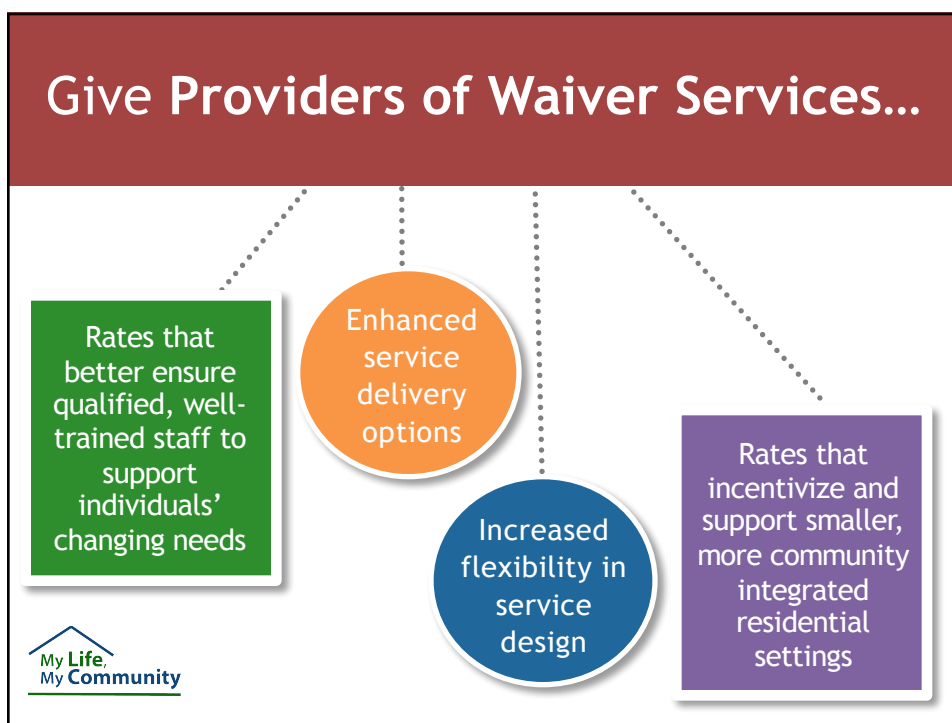 Give Providers of Waiver Services…
Rates that
better ensure
qualified, well-
trained staff to
support
individuals’
changing needs
Enhanced
service
delivery
options
Increased
flexibility in
service
design
Rates that
incentivize and
support smaller,
more community
integrated
residential
settings
My Life,
My Community